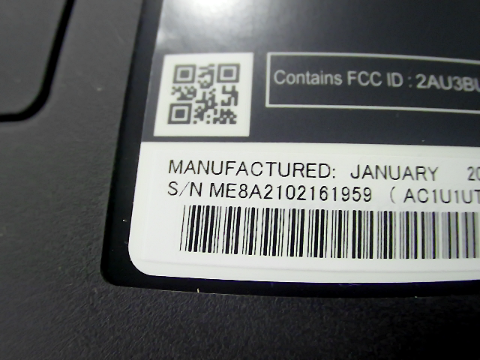 Contains FCC ID : 2AU3BU
MANUFACTURED: JANUARY 20
S/N ME8A2102161959 ( AC1U1UT